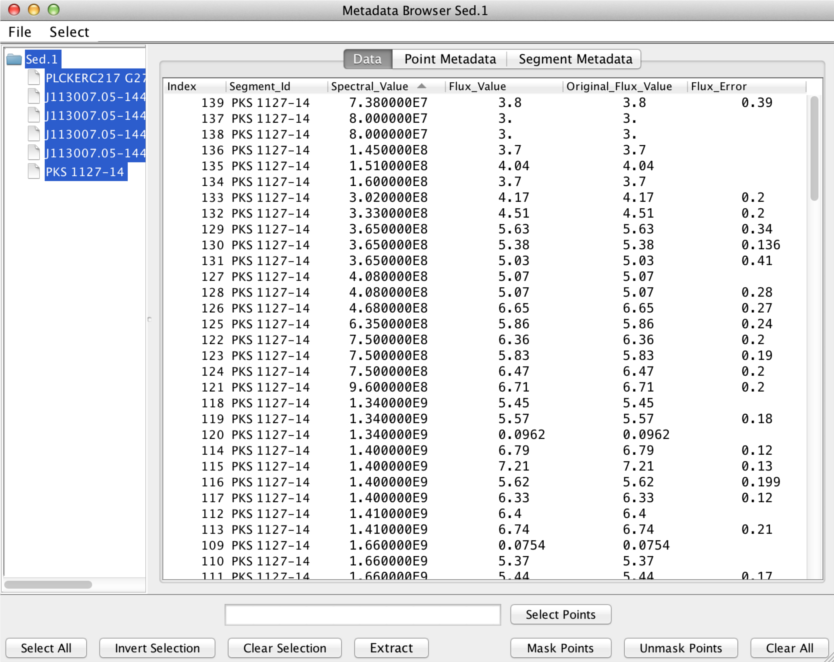 Metadata Browser Sed.1
File Select
Sed.1
PLCKERC217 G27
J113007.05-144
J113007.05-144
J113007.05-144
J113007.05-144
PKS 1127-14
Data Point Metadata Segment Metadata
Index Segment_Id Spectral_Value Flux_Value Original_Flux_Value Flux_Error
139 PKS 1127-14 7.380000E7 3.8 3.8 0.39
137 PKS 1127-14 8.000000E7 3. 3.
138 PKS 1127-14 8.000000E7 3. 3.
136 PKS 1127-14 1.450000E8 3.7 3.7
135 PKS 1127-14 1.510000E8 4.04 4.04
134 PKS 1127-14 1.600000E8 3.7 3.7
133 PKS 1127-14 3.020000E8 4.17 4.17 0.2
132 PKS 1127-14 3.330000E8 4.51 4.51 0.2
129 PKS 1127-14 3.650000E8 5.63 5.63 0.34
130 PKS 1127-14 3.650000E8 5.38 5.38 0.136
131 PKS 1127-14 3.650000E8 5.03 5.03 0.41
127 PKS 1127-14 4.080000E8 5.07 5.07
128 PKS 1127-14 4.080000E8 5.07 5.07 0.28
126 PKS 1127-14 4.680000E8 6.65 6.65 0.27
125 PKS 1127-14 6.350000E8 5.86 5.86 0.24
122 PKS 1127-14 7.500000E8 6.36 6.36 0.2
123 PKS 1127-14 7.500000E8 5.83 5.83 0.19
124 PKS 1127-14 7.500000E8 6.47 6.47 0.2
121 PKS 1127-14 9.600000E8 6.71 6.71 0.2
118 PKS 1127-14 1.340000E9 5.45 5.45
119 PKS 1127-14 1.340000E9 5.57 5.57 0.18
120 PKS 1127-14 1.340000E9 0.0962 0.0962
114 PKS 1127-14 1.400000E9 6.79 6.79 0.12
115 PKS 1127-14 1.400000E9 7.21 7.21 0.13
116 PKS 1127-14 1.400000E9 5.62 5.62 0.199
117 PKS 1127-14 1.400000E9 6.33 6.33 0.12
112 PKS 1127-14 1.410000E9 6.4 6.4
113 PKS 1127-14 1.410000E9 6.74 6.74 0.21
109 PKS 1127-14 1.660000E9 0.0754 0.0754
110 PKS 1127-14 1.660000E9 5.37 5.37
111 PKS 1127-14 1.660000E9 5.44 5.44 0.17
Select Points
Select All Invert Selection Clear Selection Extract Mask Points Unmask Points Clear All